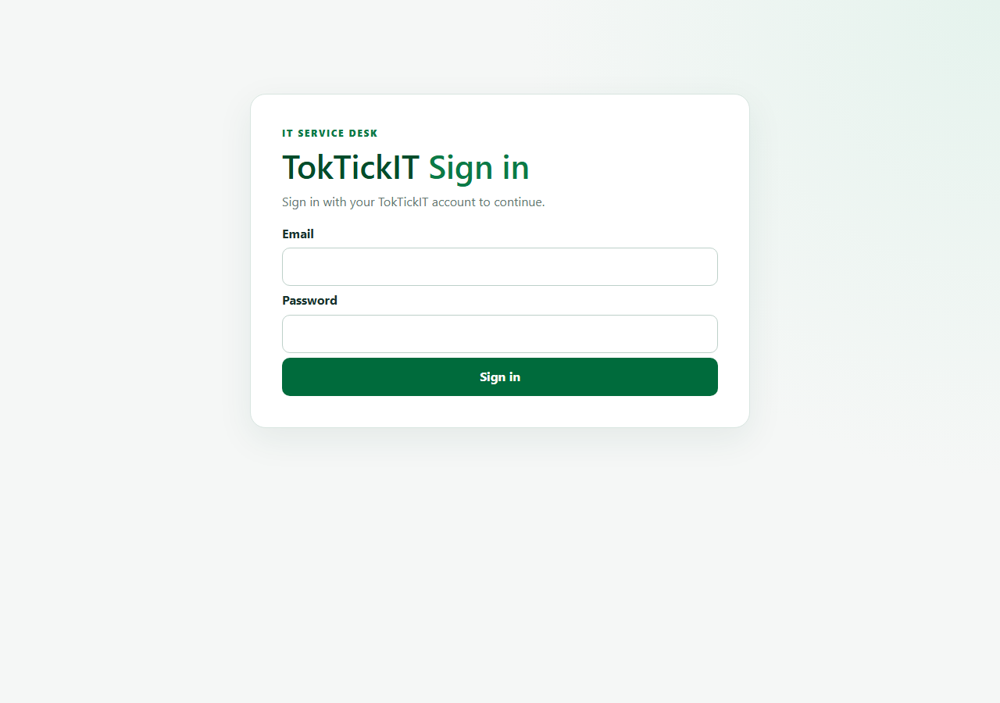 IT SERVICE DESK
TokTickIT Sign in
Sign in with your TokTickIT account to continue.
Email
Password
Sign in